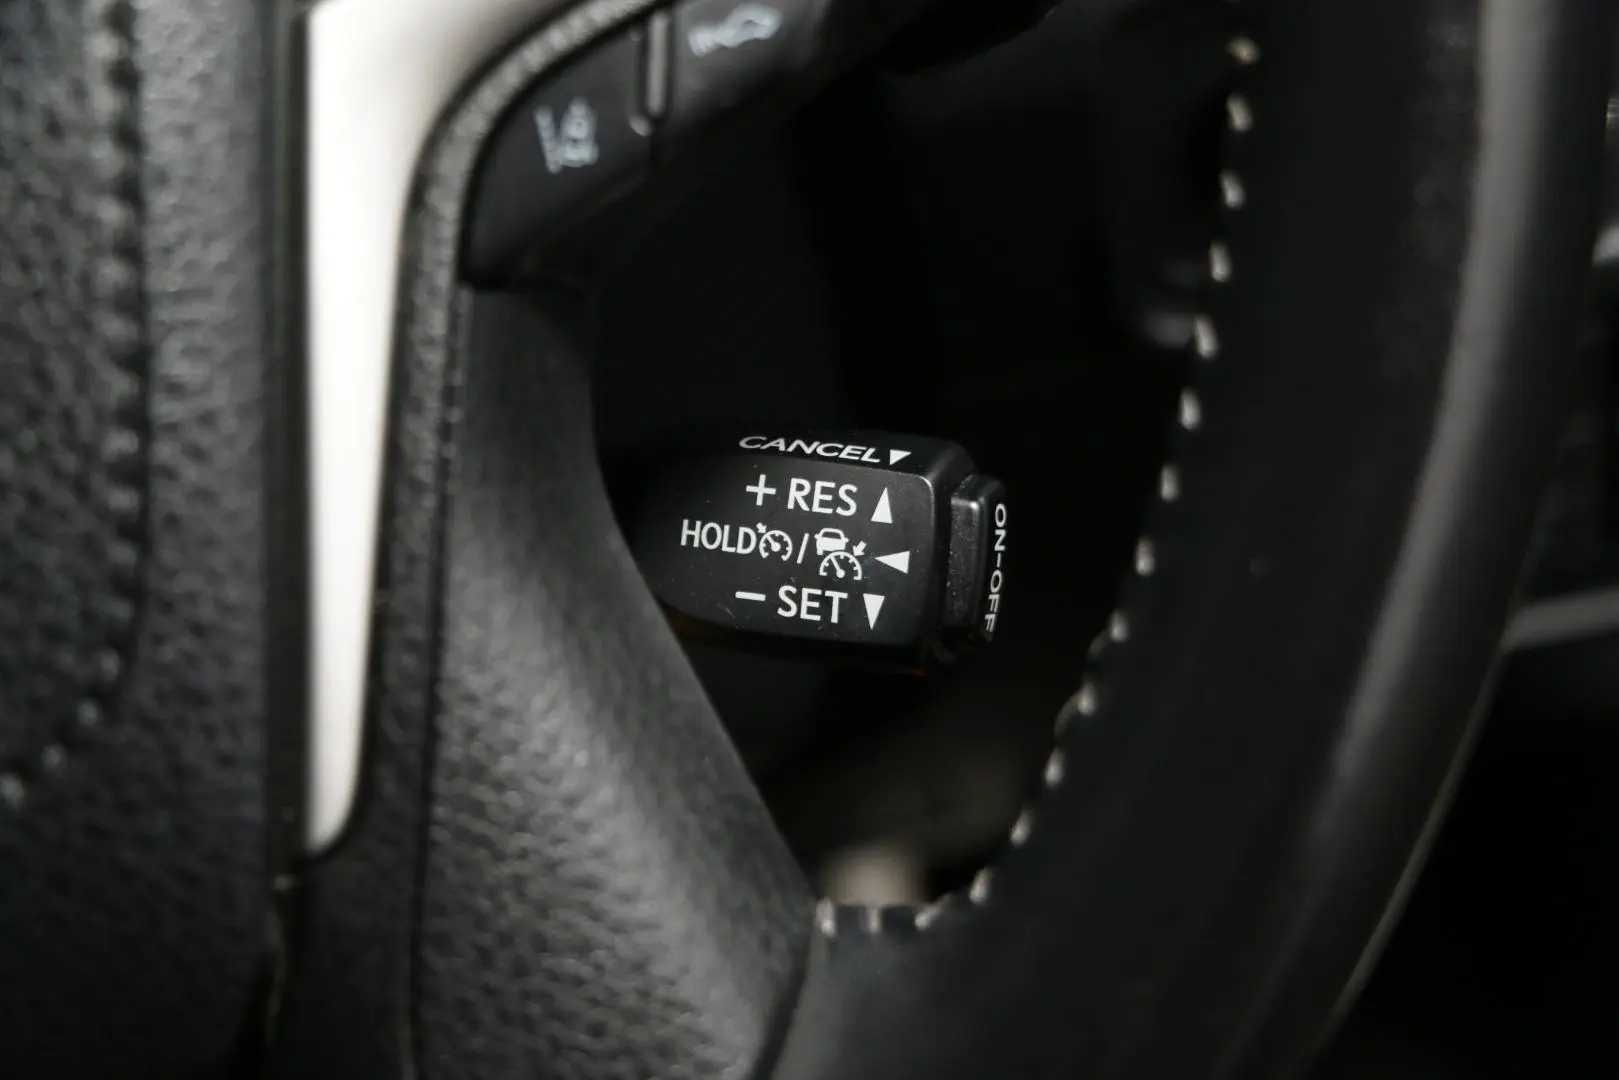 CANCEL▼
+ RES ▲
HOLD / ◀
− SET ▼
ON-OFF